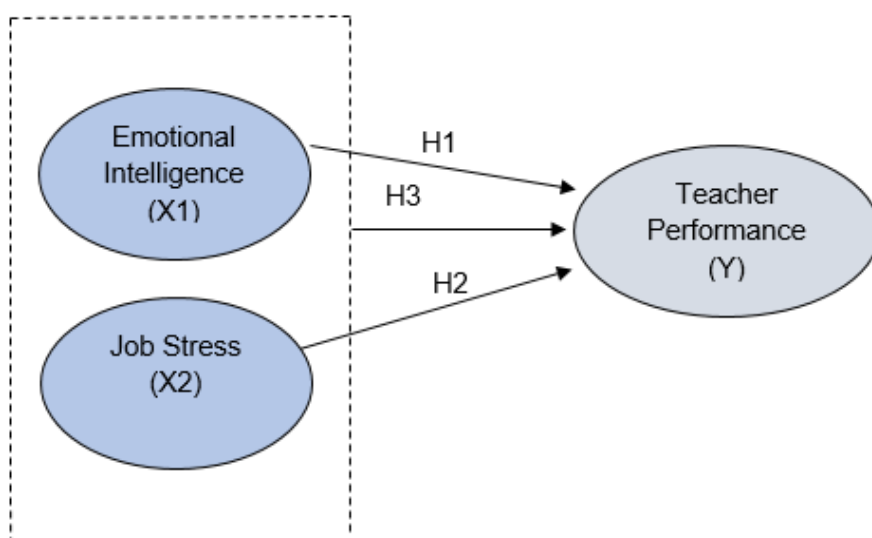 Emotional
Intelligence
(X1)
H1
H3
H2
Teacher
Performance
(Y)
Job Stress
(X2)